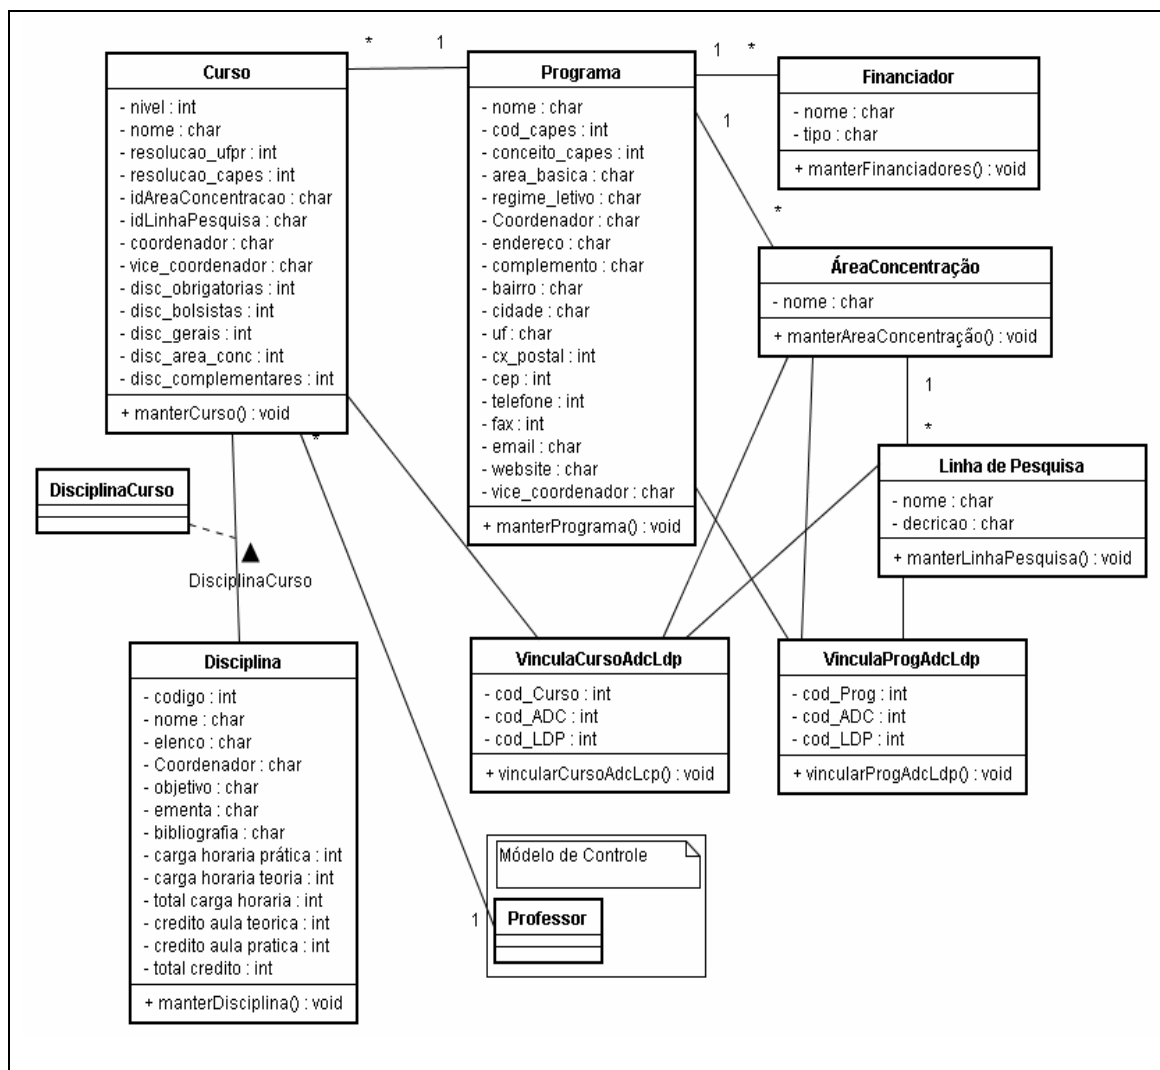 * 1
Curso
- nivel : int
- nome : char
- resolucao_ufpr : int
- resolucao_capes : int
- idAreaConcentracao : char
- idLinhaPesquisa : char
- coordenador : char
- vice_coordenador : char
- disc_obrigatorias : int
- disc_bolsistas : int
- disc_gerais : int
- disc_area_conc : int
- disc_complementares : int
+ manterCurso() : void
*
Programa
- nome : char
- cod_capes : int
- conceito_capes : int
- area_basica : char
- regime_letivo : char
- Coordenador : char
- endereco : char
- complemento : char
- bairro : char
- cidade : char
- uf : char
- cx_postal : int
- cep : int
- telefone : int
- fax : int
- email : char
- website : char
- vice_coordenador : char
+ manterPrograma() : void
1 *
Financiador
- nome : char
- tipo : char
+ manterFinanciadores() : void
1
*
ÁreaConcentração
- nome : char
+ manterAreaConcentração() : void
1
*
Linha de Pesquisa
- nome : char
- decricao : char
+ manterLinhaPesquisa() : void
DisciplinaCurso
DisciplinaCurso
Disciplina
- codigo : int
- nome : char
- elenco : char
- Coordenador : char
- objetivo : char
- ementa : char
- bibliografia : char
- carga horaria prática : int
- carga horaria teoria : int
- total carga horaria : int
- credito aula teorica : int
- credito aula pratica : int
- total credito : int
+ manterDisciplina() : void
VinculaCursoAdcLdp
- cod_Curso : int
- cod_ADC : int
- cod_LDP : int
+ vincularCursoAdcLcp() : void
VinculaProgAdcLdp
- cod_Prog : int
- cod_ADC : int
- cod_LDP : int
+ vincularProgAdcLdp() : void
Módelo de Controle
1
Professor